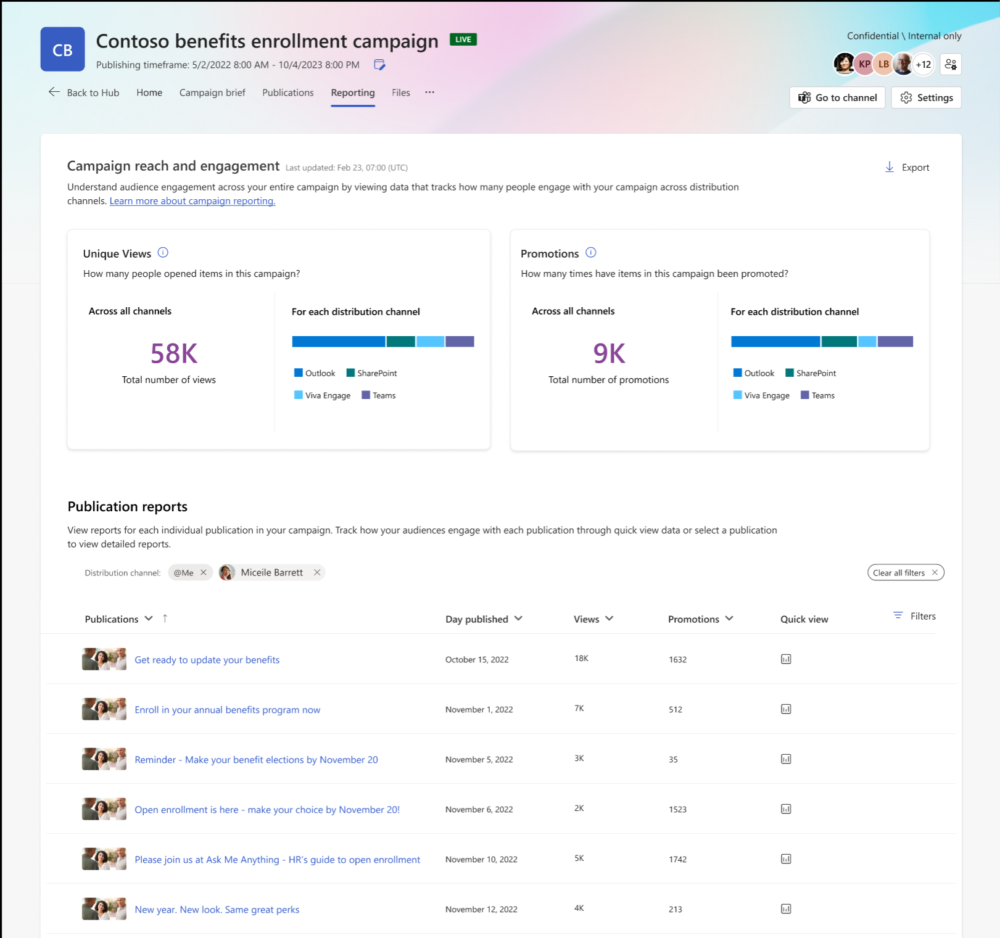 CB
Contoso benefits enrollment campaign LIVE
Publishing timeframe: 5/2/2022 8:00 AM - 10/4/2023 8:00 PM
Confidential \ Internal only
KP LB +12
Back to Hub Home Campaign brief Publications Reporting Files ···
Go to channel Settings
Campaign reach and engagement Last updated: Feb 23, 07:00 (UTC)
Export
Understand audience engagement across your entire campaign by viewing data that tracks how many people engage with your campaign across distribution
channels. Learn more about campaign reporting.
Unique Views
How many people opened items in this campaign?
Across all channels
58K
Total number of views
For each distribution channel
Outlook SharePoint
Viva Engage Teams
Promotions
How many times have items in this campaign been promoted?
Across all channels
9K
Total number of promotions
For each distribution channel
Outlook SharePoint
Viva Engage Teams
Publication reports
View reports for each individual publication in your campaign. Track how your audiences engage with each publication through quick view data or select a publication
to view detailed reports.
Distribution channel: @Me Miceile Barrett Clear all filters
Publications Day published Views Promotions Quick view Filters
Get ready to update your benefits October 15, 2022 18K 1632
Enroll in your annual benefits program now November 1, 2022 7K 512
Reminder - Make your benefit elections by November 20 November 5, 2022 3K 35
Open enrollment is here - make your choice by November 20! November 6, 2022 2K 1523
Please join us at Ask Me Anything - HR's guide to open enrollment November 10, 2022 5K 1742
New year. New look. Same great perks November 12, 2022 4K 213